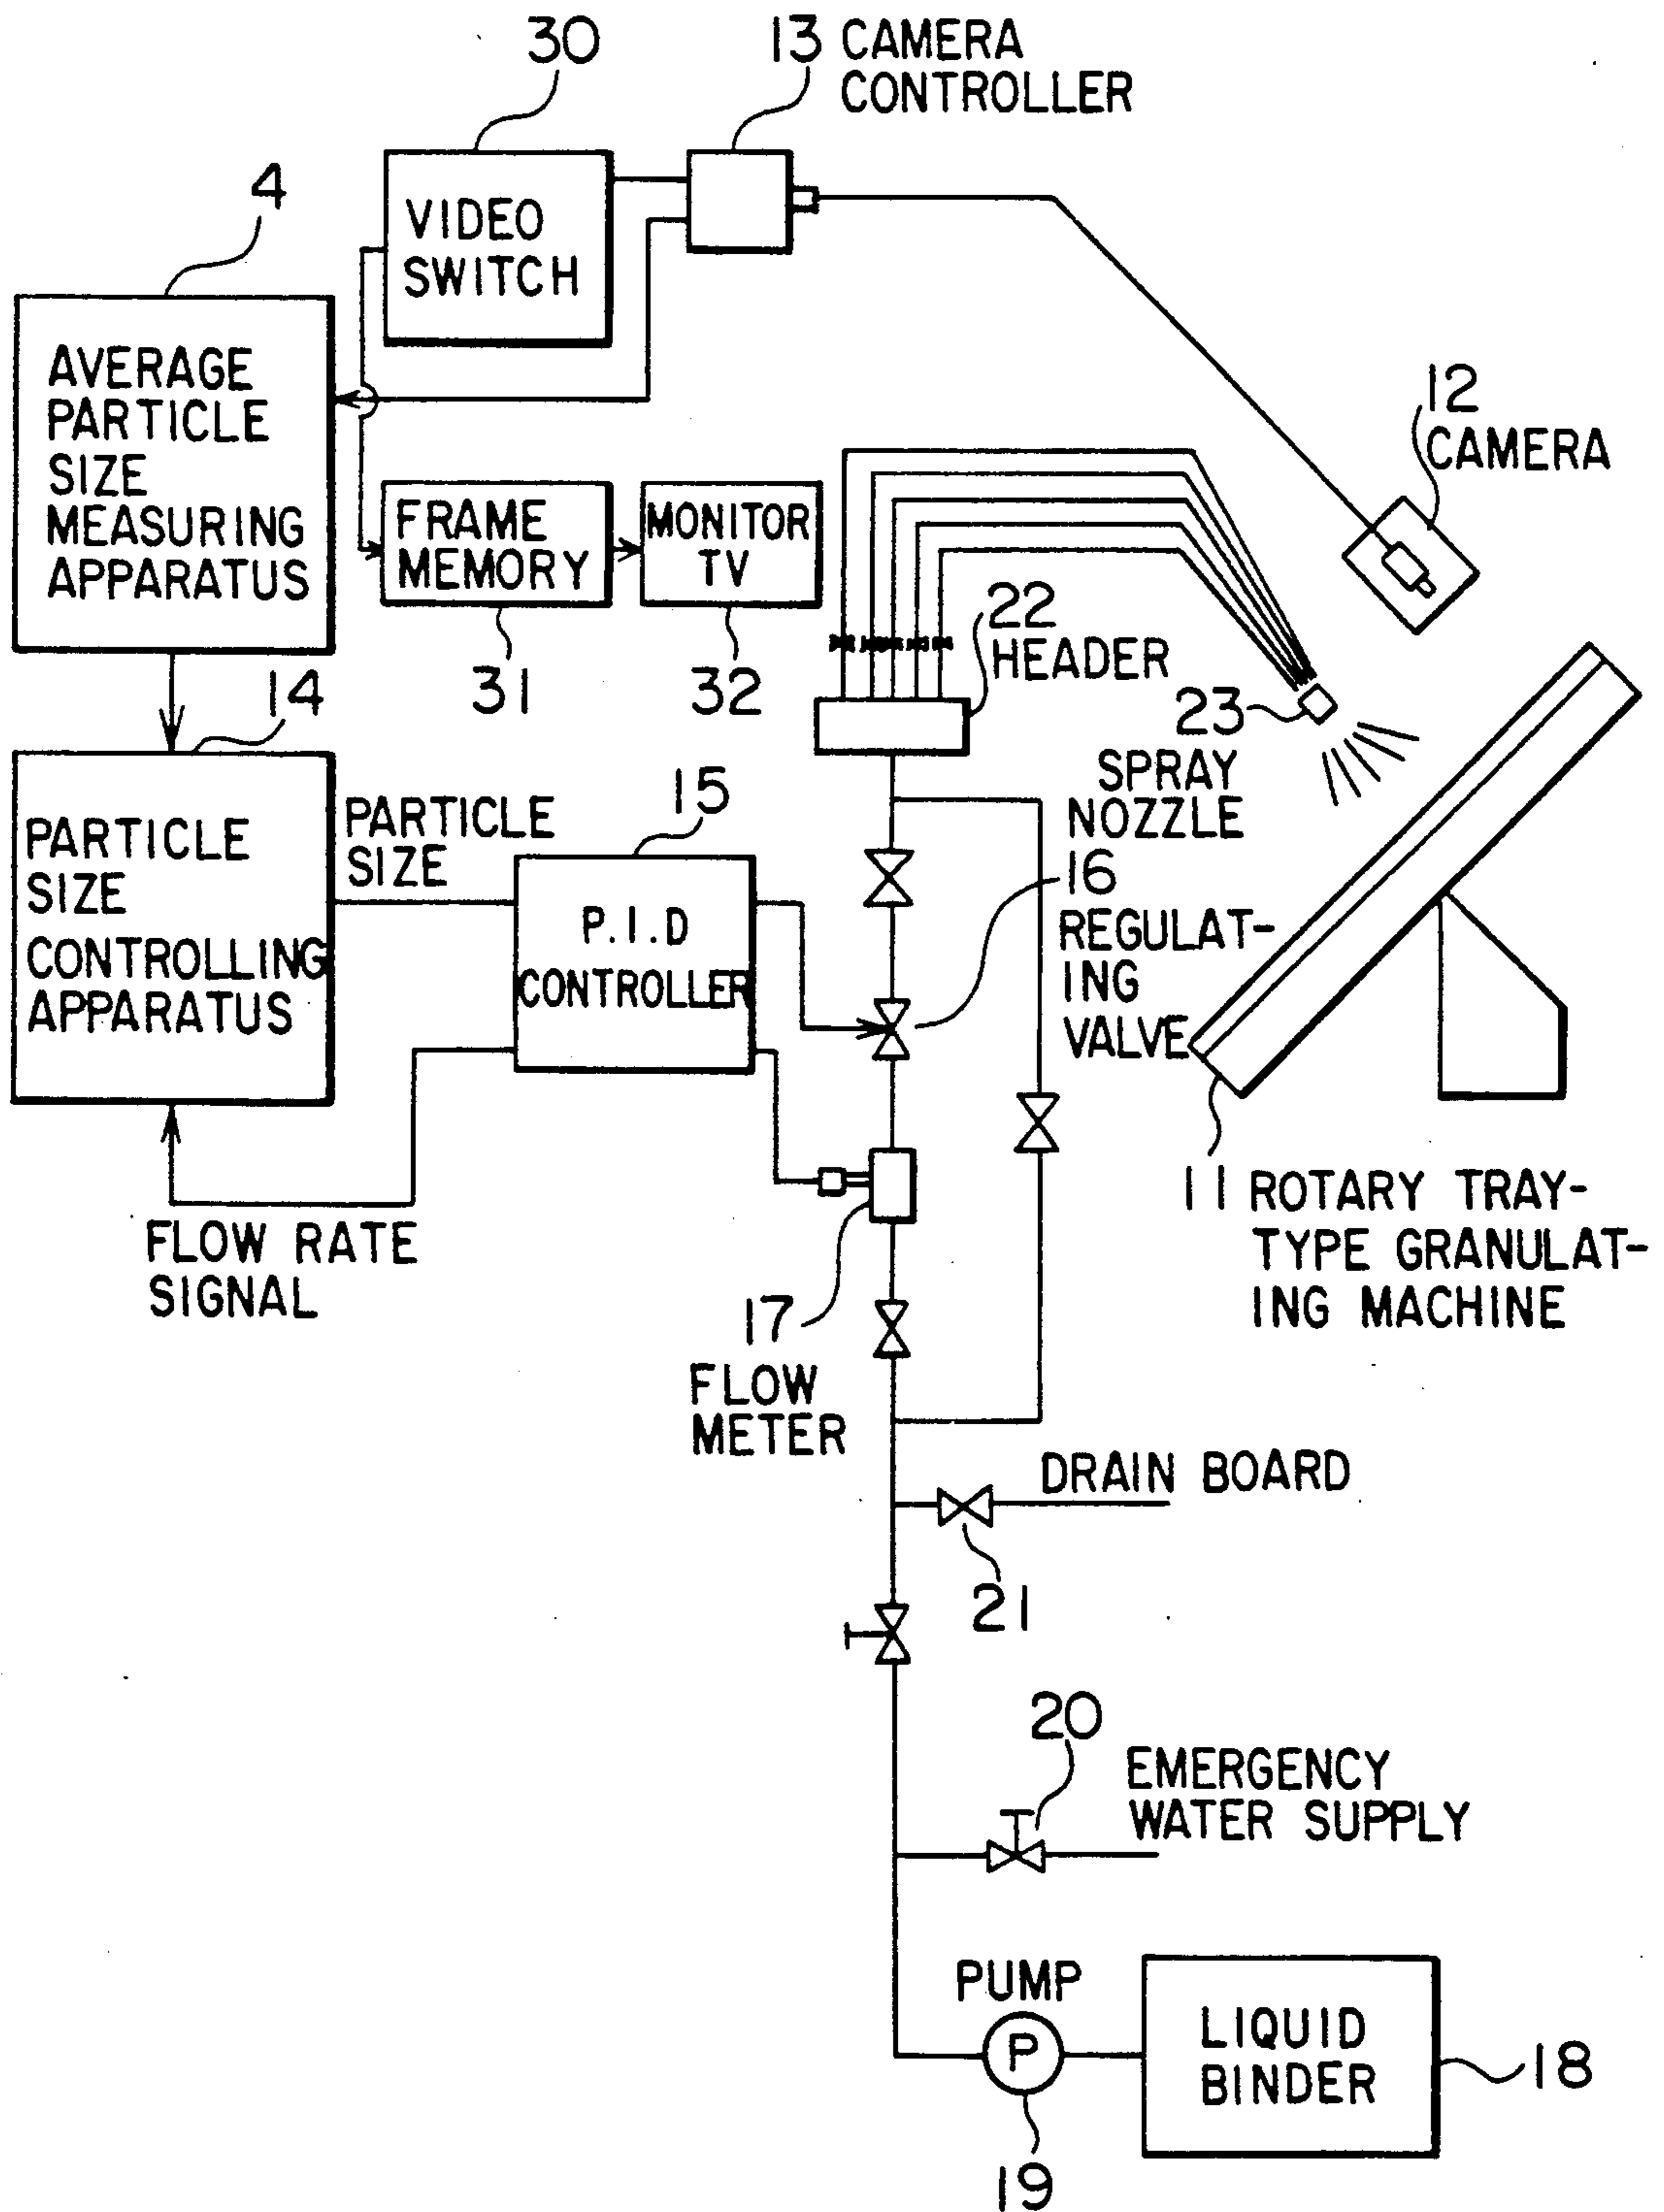 30
13 CAMERA
CONTROLLER
4
VIDEO
SWITCH
AVERAGE
PARTICLE
SIZE
MEASURING
APPARATUS
12
CAMERA
FRAME
MEMORY
MONITOR
TV
31
32
22
HEADER
23
SPRAY
NOZZLE
14
PARTICLE
SIZE
CONTROLLING
APPARATUS
PARTICLE
SIZE
15
P.I.D
CONTROLLER
16
REGULAT-
ING
VALVE
11 ROTARY TRAY-
TYPE GRANULAT-
ING MACHINE
FLOW RATE
SIGNAL
17
FLOW
METER
DRAIN BOARD
21
20
EMERGENCY
WATER SUPPLY
PUMP
P
19
LIQUID
BINDER
18